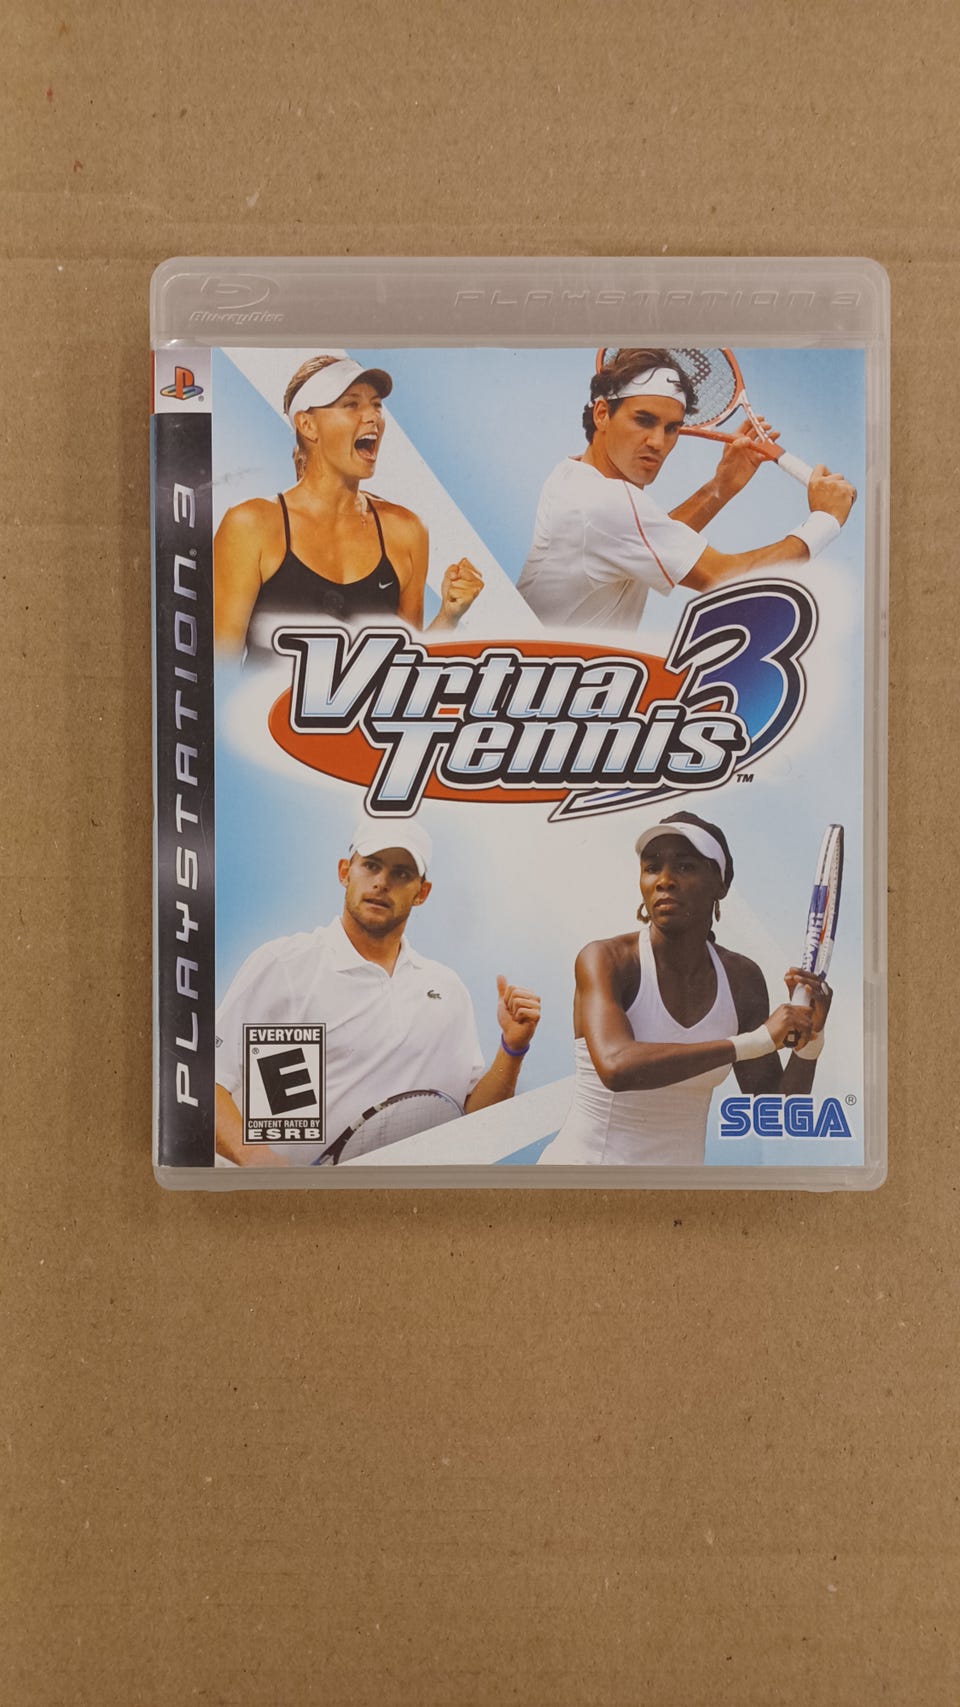 Blu-ray Disc
PLAYSTATION 3
PLAYSTATION® 3
Virtua
Tennis 3
TM
EVERYONE
E
®
CONTENT RATED BY
ESRB
SEGA®